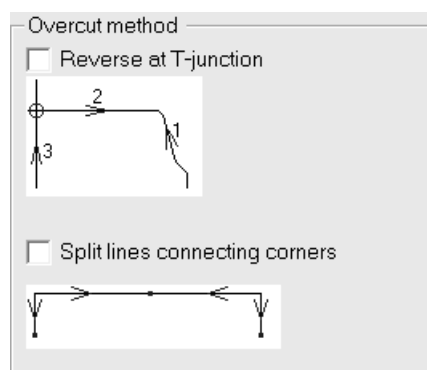 Overcut method
Reverse at T-junction
2
1
3
Split lines connecting corners